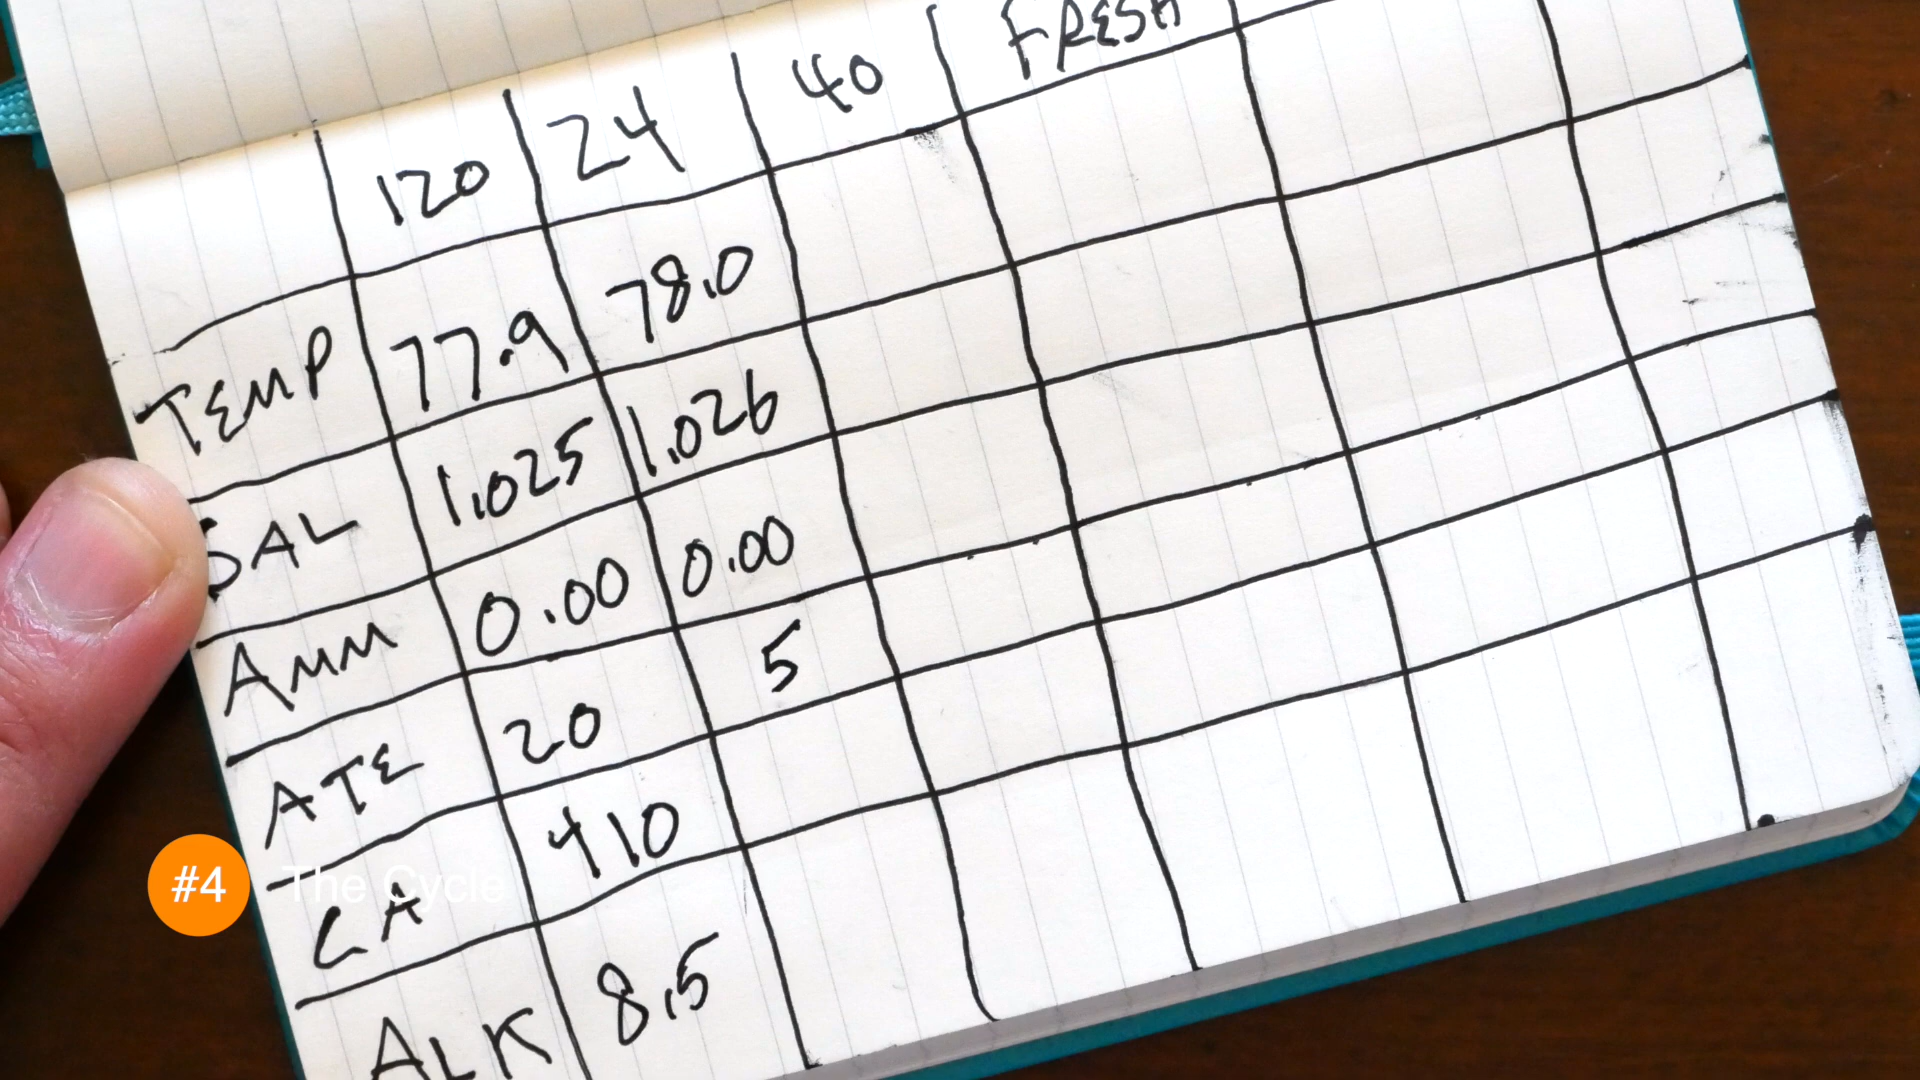 120 24 40 FRESH
TEMP 77.9 78.0
SAL 1.025 1.026
AMM 0.00 0.00
ATE 20 5
CA 410
ALK 8.5
#4 The Cycle